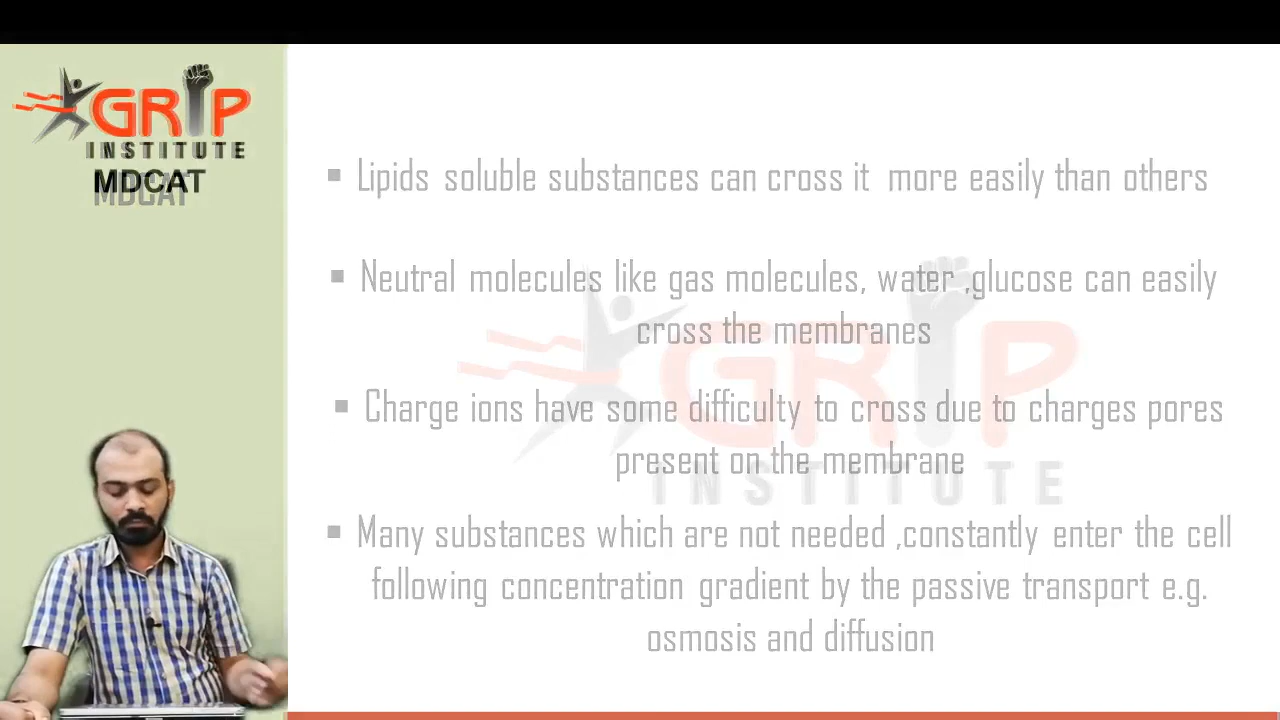 GRIP
INSTITUTE
MDCAT
▪ Lipids soluble substances can cross it more easily than others
▪ Neutral molecules like gas molecules, water ,glucose can easily
cross the membranes
▪ Charge ions have some difficulty to cross due to charges pores
present on the membrane
▪ Many substances which are not needed ,constantly enter the cell
following concentration gradient by the passive transport e.g.
osmosis and diffusion
GRIP
INSTITUTE